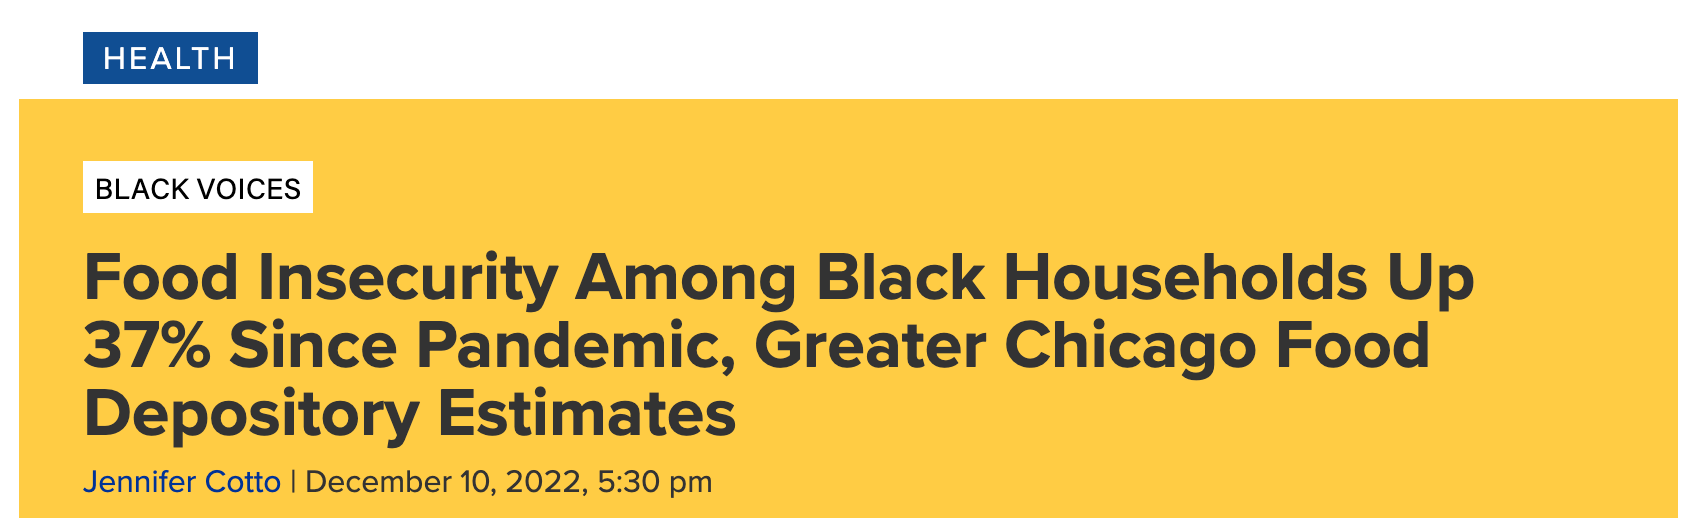 HEALTH
BLACK VOICES
Food Insecurity Among Black Households Up
37% Since Pandemic, Greater Chicago Food
Depository Estimates
Jennifer Cotto | December 10, 2022, 5:30 pm